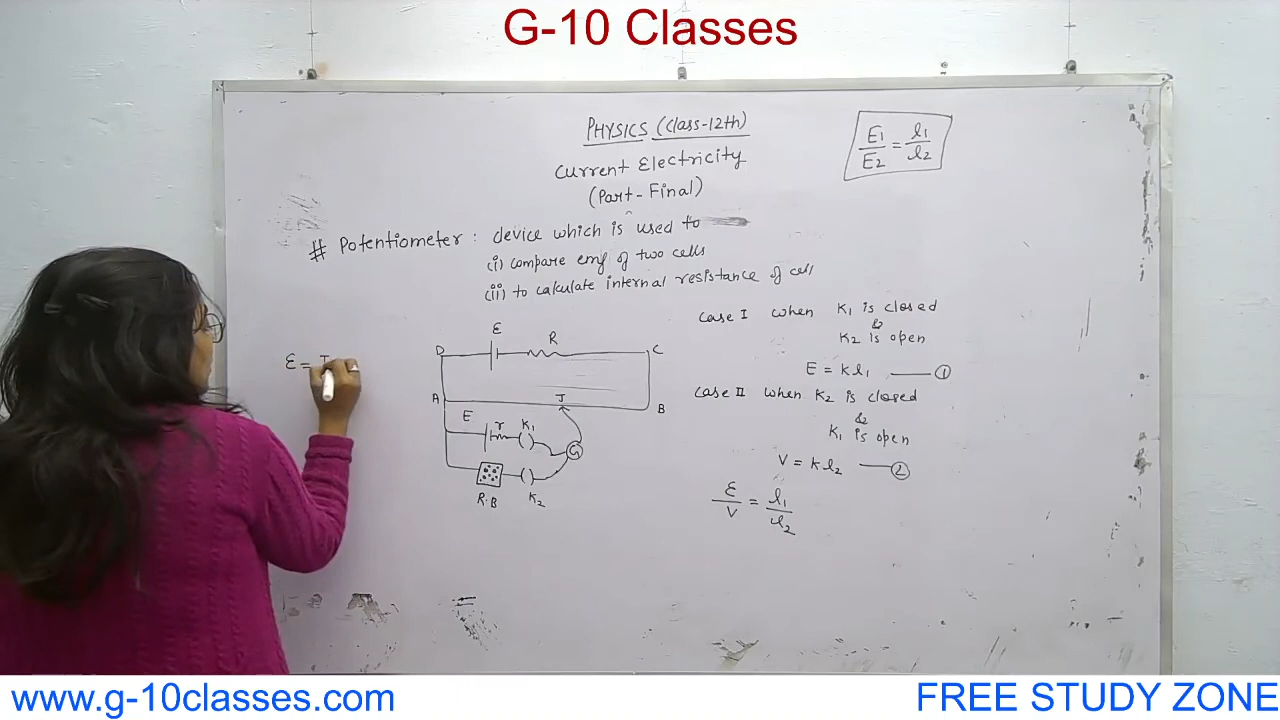 G-10 Classes
PHYSICS (Class-12th)
Current Electricity
(Part-Final)
E1/E2 = l1/l2
# Potentiometer : device which is used to
(i) compare emf of two cells
(ii) to calculate internal resistance of cell
Case I when K1 is closed
& K2 is open
E = Kl1 —— ①
Case II when K2 is closed
& K1 is open
V = Kl2 —— ②
ε/V = l1/l2
ε = I
ε
R
D
C
A
J
B
E
r
K1
G
R.B
K2
www.g-10classes.com
FREE STUDY ZONE